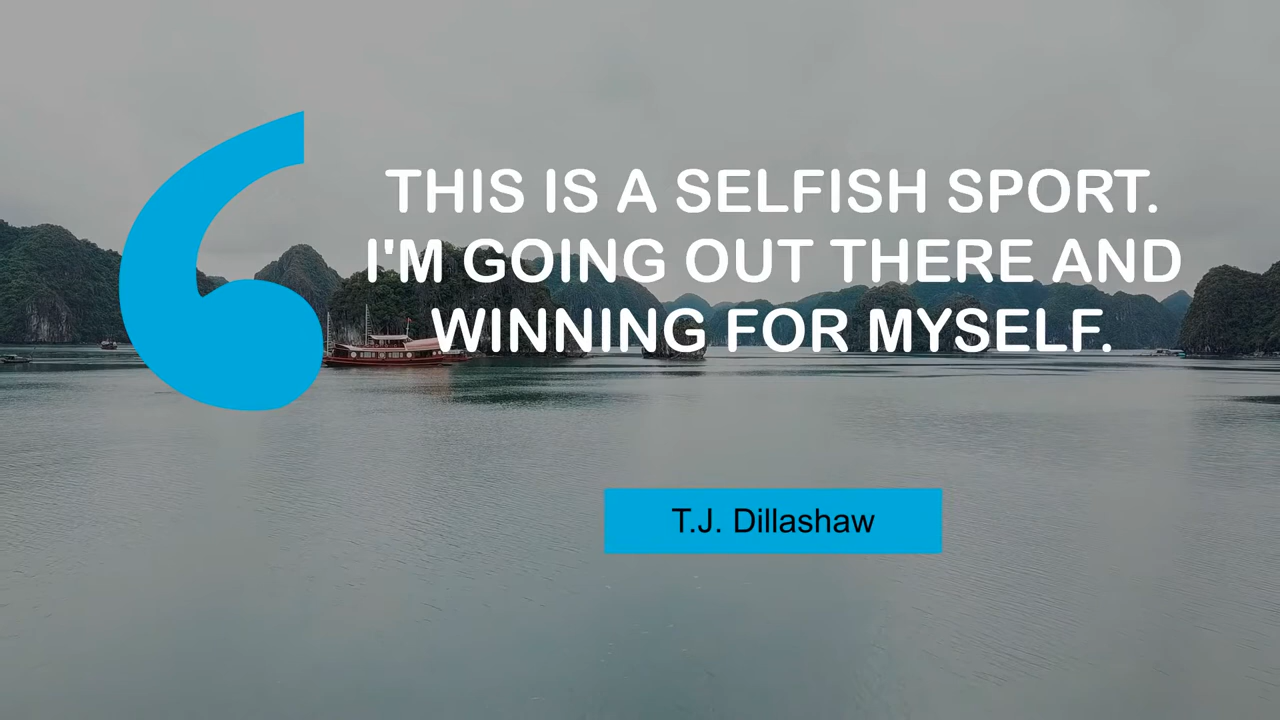 THIS IS A SELFISH SPORT.
I'M GOING OUT THERE AND
WINNING FOR MYSELF.
T.J. Dillashaw